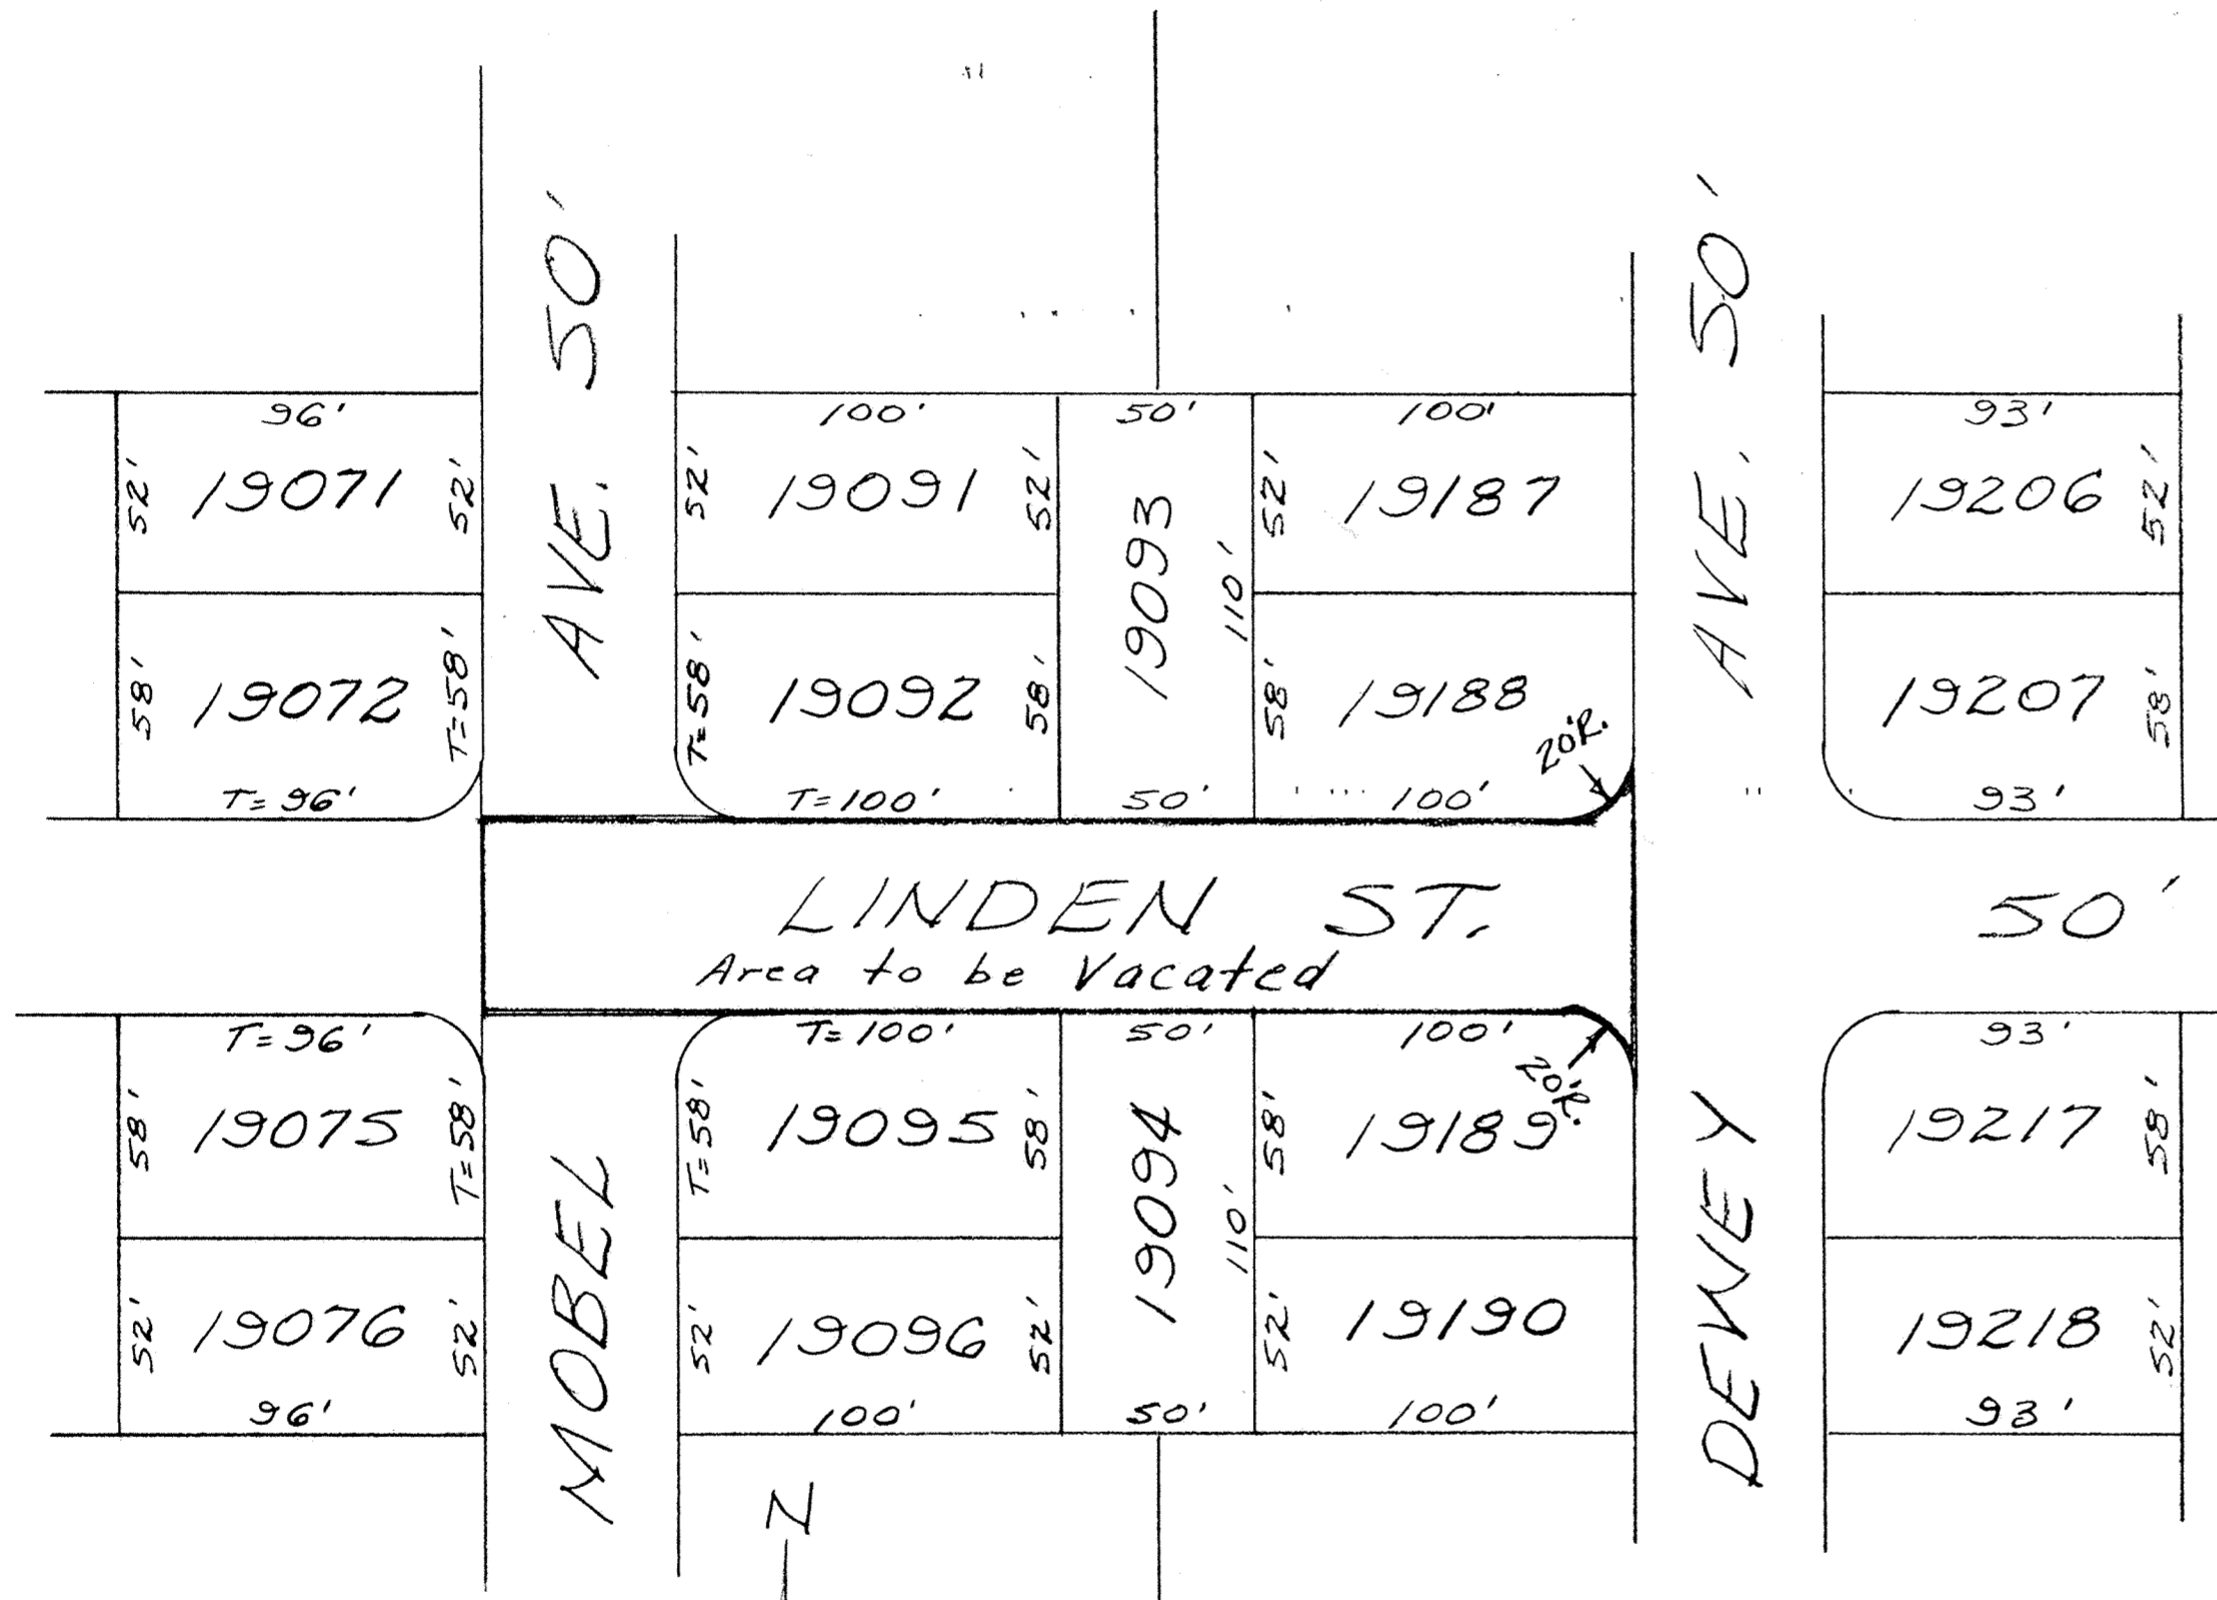 AVE. 50'
AVE. 50'
96'
100'
50'
100'
93'
52' 19071 52'
52' 19091 52'
19093
110'
52' 19187
19206 52'
58' 19072 T=58'
T=58' 19092 58'
58' 19188
20'R.
19207 58'
T=96'
T=100'
50'
100'
93'
LINDEN ST.
50'
Area to be Vacated
T=96'
T=100'
50'
100'
93'
20'R.
58' 19075 T=58'
T=58' 19095 58'
19094
110'
58' 19189
19217 58'
52' 19076 52'
52' 19096 52'
52' 19190
19218 52'
96'
100'
50'
100'
93'
MOBEL
DEWEY
N